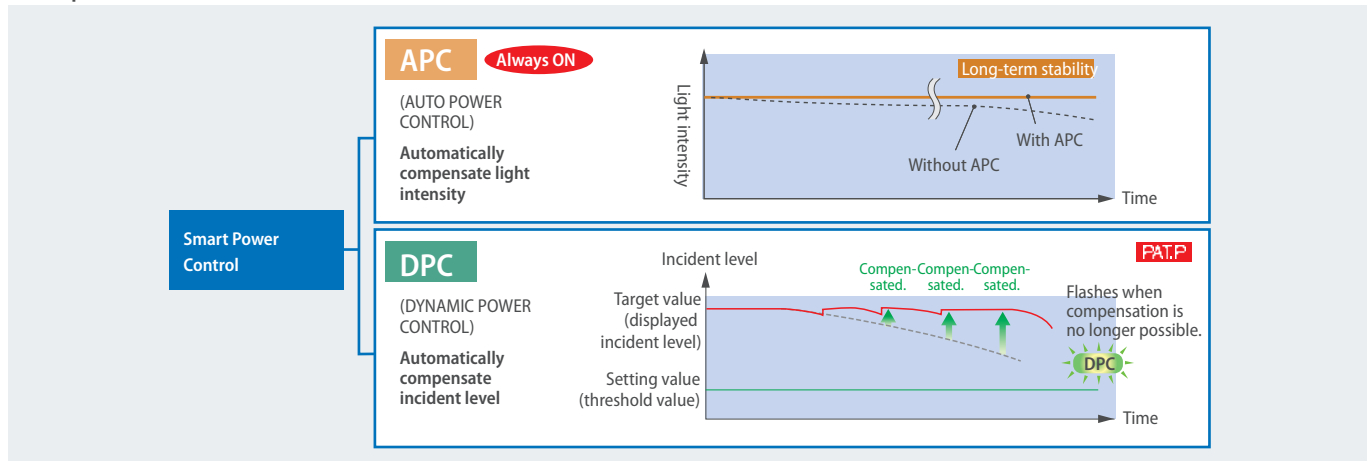 Smart Power
Control
APC
Always ON
(AUTO POWER
CONTROL)
Automatically
compensate light
intensity
Light intensity
Long-term stability
With APC
Without APC
Time
DPC
(DYNAMIC POWER
CONTROL)
Automatically
compensate
incident level
PAT.P
Incident level
Target value
(displayed
incident level)
Setting value
(threshold value)
Compen-
sated.
Compen-
sated.
Compen-
sated.
Flashes when
compensation is
no longer possible.
DPC
Time